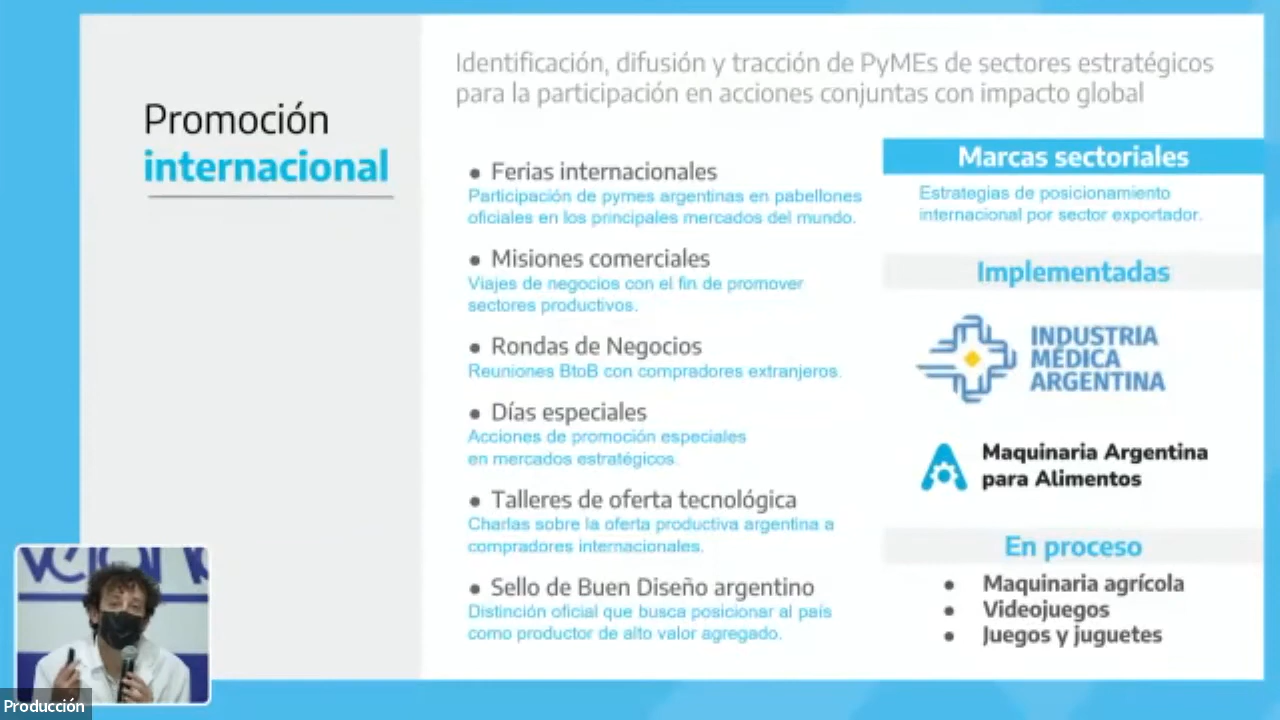 Promoción
internacional
Identificación, difusión y tracción de PyMEs de sectores estratégicos
para la participación en acciones conjuntas con impacto global
● Ferias internacionales
Participación de pymes argentinas en pabellones
oficiales en los principales mercados del mundo.
● Misiones comerciales
Viajes de negocios con el fin de promover
sectores productivos.
● Rondas de Negocios
Reuniones BtoB con compradores extranjeros.
● Días especiales
Acciones de promoción especiales
en mercados estratégicos.
● Talleres de oferta tecnológica
Charlas sobre la oferta productiva argentina a
compradores internacionales.
● Sello de Buen Diseño argentino
Distinción oficial que busca posicionar al país
como productor de alto valor agregado.
Marcas sectoriales
Estrategias de posicionamiento
internacional por sector exportador.
Implementadas
INDUSTRIA
MÉDICA
ARGENTINA
Maquinaria Argentina
para Alimentos
En proceso
● Maquinaria agrícola
● Videojuegos
● Juegos y juguetes
Producción